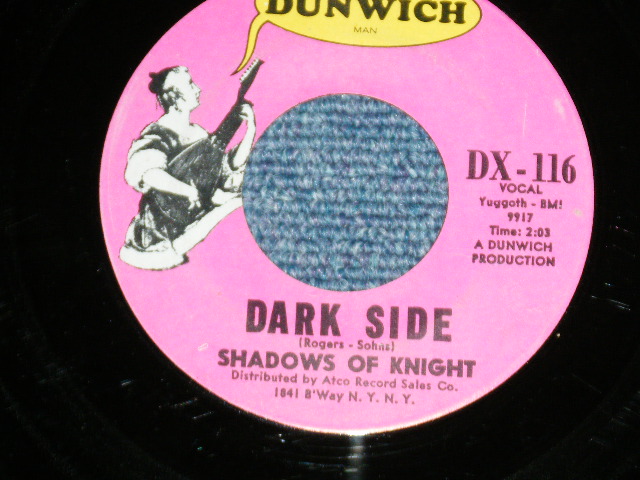 DUNWICH
MAN
DX-116
VOCAL
Yuggoth - BMI
9917
Time: 2:03
A DUNWICH
PRODUCTION
DARK SIDE
(Rogers - Sohns)
SHADOWS OF KNIGHT
Distributed by Atco Record Sales Co.
1841 B'Way N. Y. N. Y.